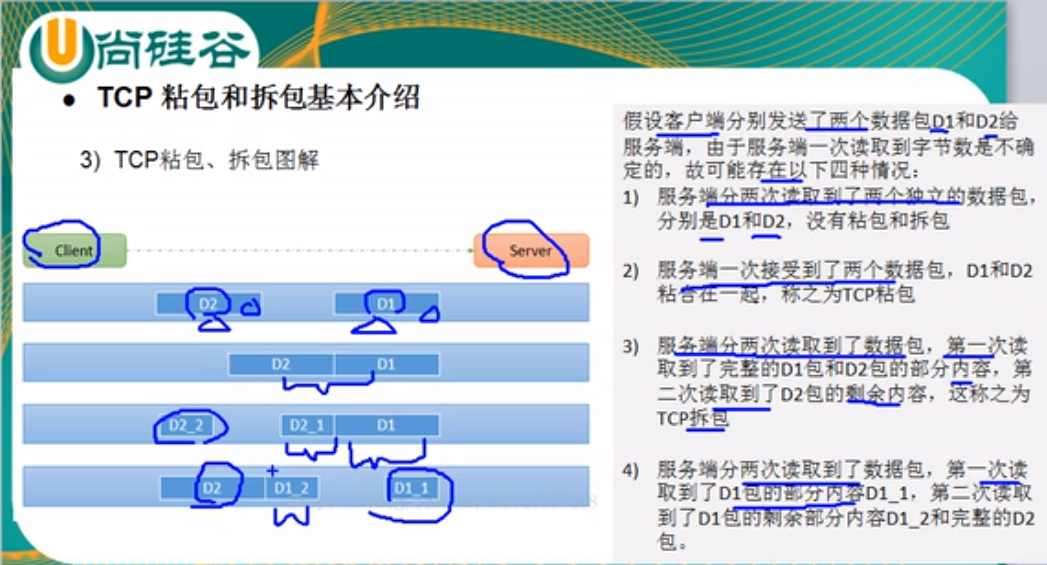 尚硅谷
● TCP 粘包和拆包基本介绍
3) TCP粘包、拆包图解
Client
Server
D2 D1
D2 D1
D2_2 D2_1 D1
D2 D1_2 D1_1
假设客户端分别发送了两个数据包D1和D2给
服务端，由于服务端一次读取到字节数是不确
定的，故可能存在以下四种情况：
1) 服务端分两次读取到了两个独立的数据包，
分别是D1和D2，没有粘包和拆包
2) 服务端一次接受到了两个数据包，D1和D2
粘合在一起，称之为TCP粘包
3) 服务端分两次读取到了数据包，第一次读
取到了完整的D1包和D2包的部分内容，第
二次读取到了D2包的剩余内容，这称之为
TCP拆包
4) 服务端分两次读取到了数据包，第一次读
取到了D1包的部分内容D1_1，第二次读取
到了D1包的剩余部分内容D1_2和完整的D2
包。